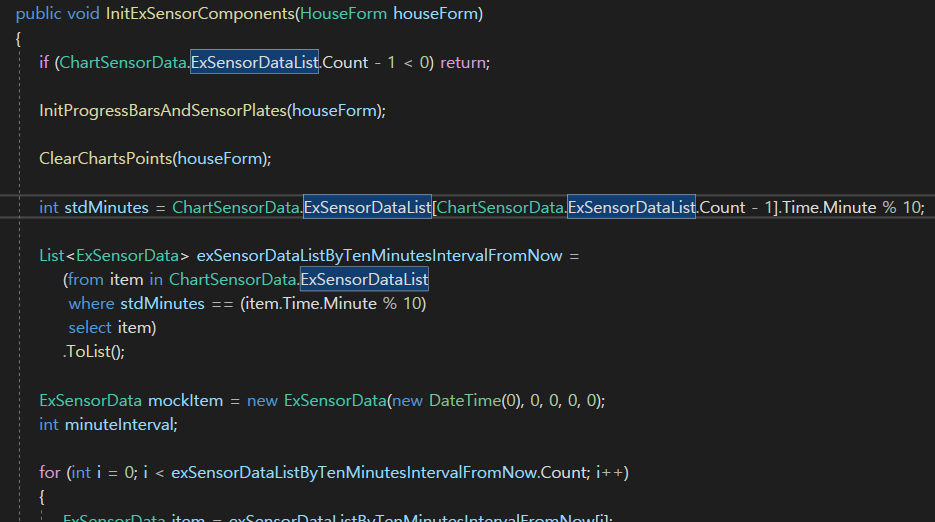 public void InitExSensorComponents(HouseForm houseForm)
{
if (ChartSensorData.ExSensorDataList.Count - 1 < 0) return;
InitProgressBarsAndSensorPlates(houseForm);
ClearChartsPoints(houseForm);
int stdMinutes = ChartSensorData.ExSensorDataList[ChartSensorData.ExSensorDataList.Count - 1].Time.Minute % 10;
List<ExSensorData> exSensorDataListByTenMinutesIntervalFromNow =
(from item in ChartSensorData.ExSensorDataList
where stdMinutes == (item.Time.Minute % 10)
select item)
.ToList();
ExSensorData mockItem = new ExSensorData(new DateTime(0), 0, 0, 0, 0);
int minuteInterval;
for (int i = 0; i < exSensorDataListByTenMinutesIntervalFromNow.Count; i++)
{
ExSensorData item = exSensorDataListByTenMinutesIntervalFromNow[i];